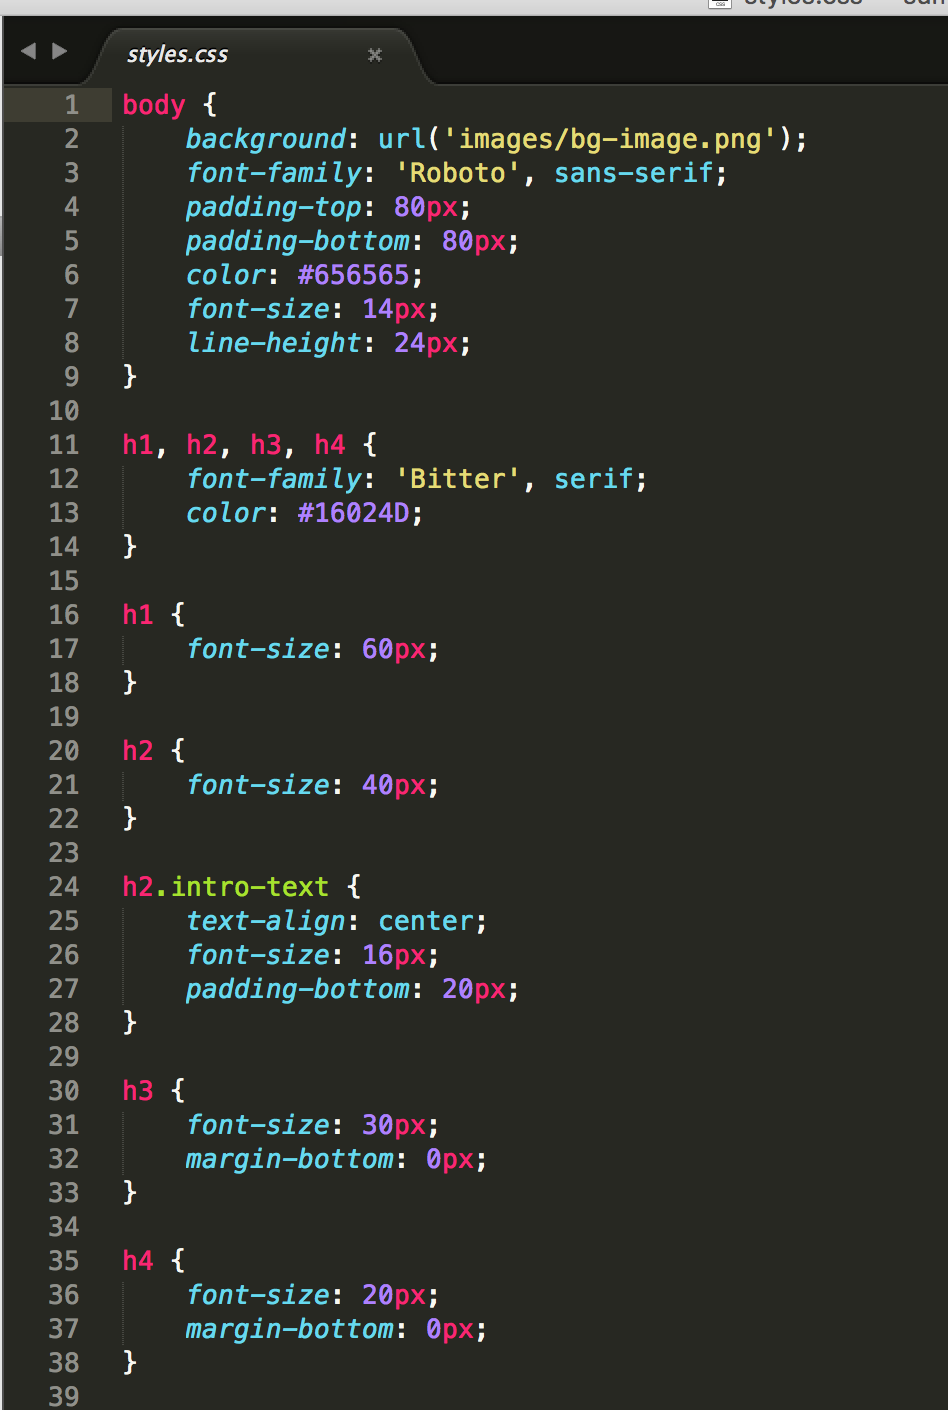 styles.css
1 body {
2     background: url('images/bg-image.png');
3     font-family: 'Roboto', sans-serif;
4     padding-top: 80px;
5     padding-bottom: 80px;
6     color: #656565;
7     font-size: 14px;
8     line-height: 24px;
9 }
10
11 h1, h2, h3, h4 {
12     font-family: 'Bitter', serif;
13     color: #16024D;
14 }
15
16 h1 {
17     font-size: 60px;
18 }
19
20 h2 {
21     font-size: 40px;
22 }
23
24 h2.intro-text {
25     text-align: center;
26     font-size: 16px;
27     padding-bottom: 20px;
28 }
29
30 h3 {
31     font-size: 30px;
32     margin-bottom: 0px;
33 }
34
35 h4 {
36     font-size: 20px;
37     margin-bottom: 0px;
38 }
39